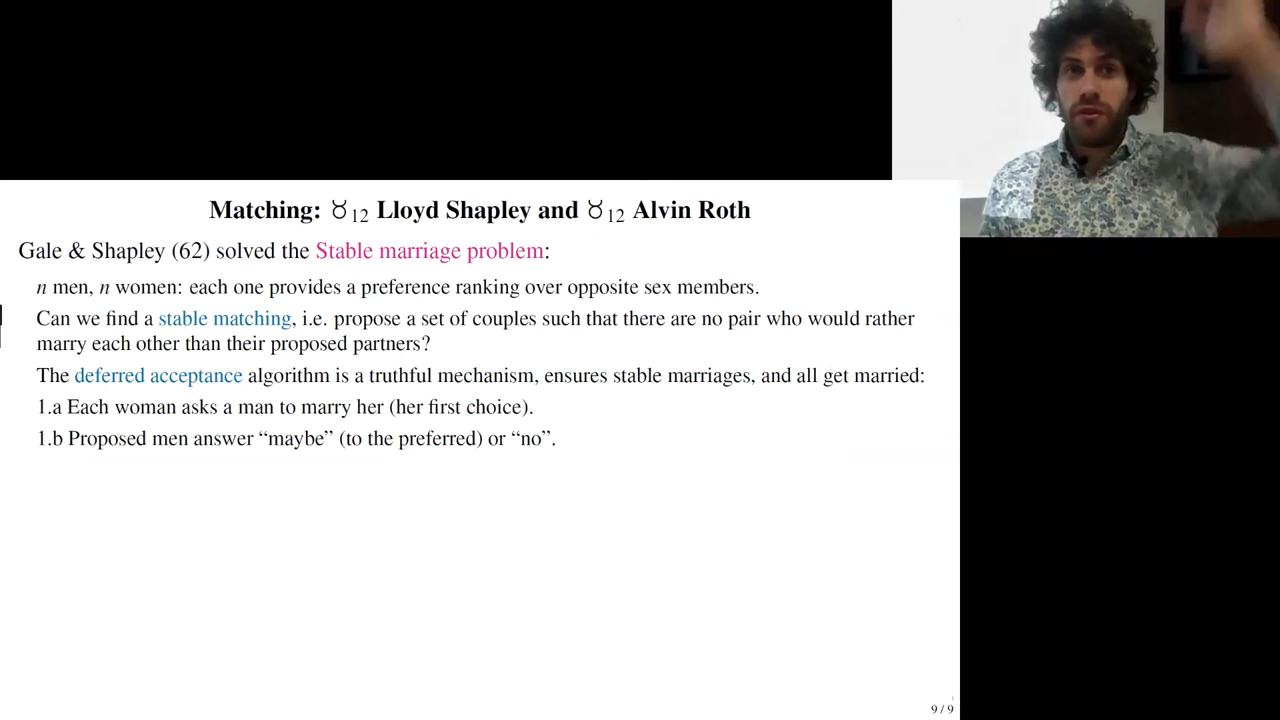 Matching: ♉12 Lloyd Shapley and ♉12 Alvin Roth
Gale & Shapley (62) solved the Stable marriage problem:
n men, n women: each one provides a preference ranking over opposite sex members.
Can we find a stable matching, i.e. propose a set of couples such that there are no pair who would rather
marry each other than their proposed partners?
The deferred acceptance algorithm is a truthful mechanism, ensures stable marriages, and all get married:
1.a Each woman asks a man to marry her (her first choice).
1.b Proposed men answer “maybe” (to the preferred) or “no”.
9 / 9